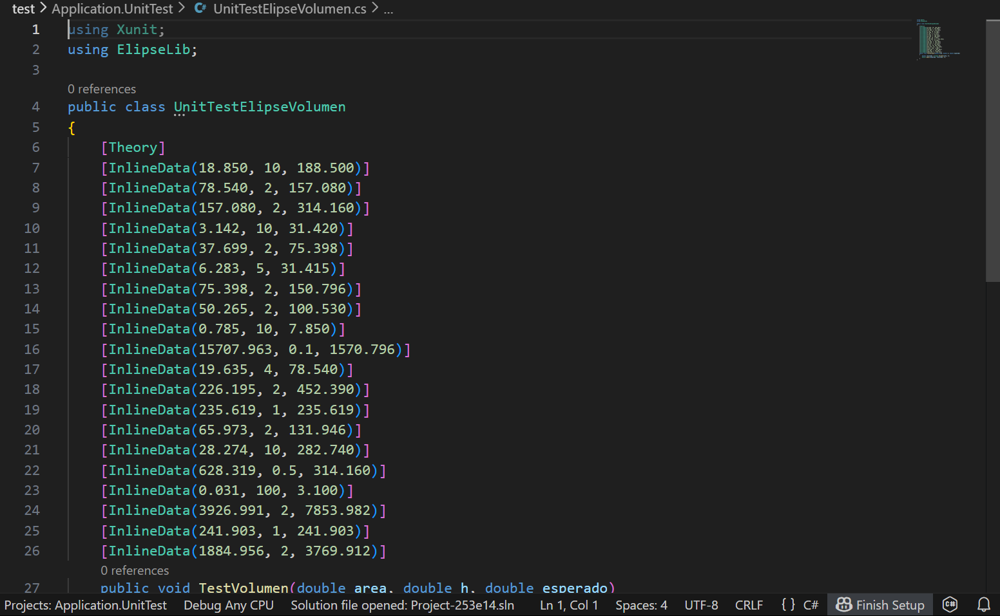 test > Application.UnitTest > C# UnitTestElipseVolumen.cs > ...
1 using Xunit;
2 using ElipseLib;
3
0 references
4 public class UnitTestElipseVolumen
5 {
6 [Theory]
7 [InlineData(18.850, 10, 188.500)]
8 [InlineData(78.540, 2, 157.080)]
9 [InlineData(157.080, 2, 314.160)]
10 [InlineData(3.142, 10, 31.420)]
11 [InlineData(37.699, 2, 75.398)]
12 [InlineData(6.283, 5, 31.415)]
13 [InlineData(75.398, 2, 150.796)]
14 [InlineData(50.265, 2, 100.530)]
15 [InlineData(0.785, 10, 7.850)]
16 [InlineData(15707.963, 0.1, 1570.796)]
17 [InlineData(19.635, 4, 78.540)]
18 [InlineData(226.195, 2, 452.390)]
19 [InlineData(235.619, 1, 235.619)]
20 [InlineData(65.973, 2, 131.946)]
21 [InlineData(28.274, 10, 282.740)]
22 [InlineData(628.319, 0.5, 314.160)]
23 [InlineData(0.031, 100, 3.100)]
24 [InlineData(3926.991, 2, 7853.982)]
25 [InlineData(241.903, 1, 241.903)]
26 [InlineData(1884.956, 2, 3769.912)]
0 references
27 public void TestVolumen(double area, double h, double esperado)
Projects: Application.UnitTest Debug Any CPU Solution file opened: Project-253e14.sln Ln 1, Col 1 Spaces: 4 UTF-8 CRLF { } C# Finish Setup C#